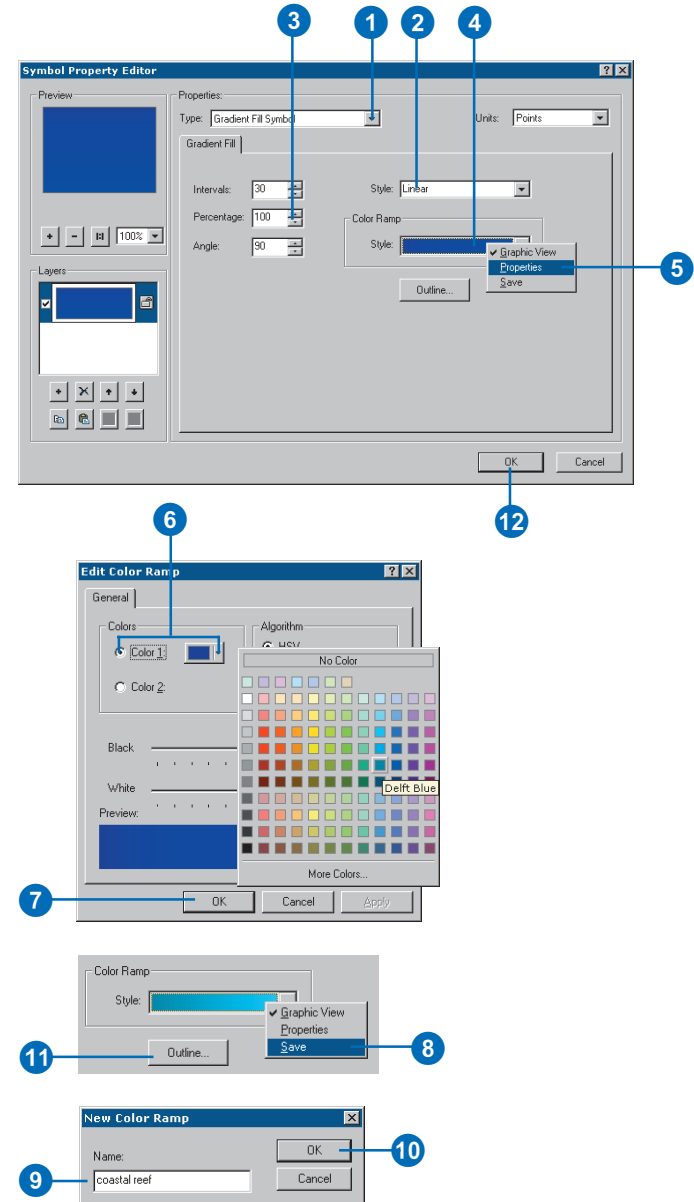 3 1 2 4
Symbol Property Editor
Preview
Properties:
Type: Gradient Fill Symbol
Units: Points
Gradient Fill
Intervals: 30
Style: Linear
Percentage: 100
Color Ramp
100%
Angle: 90
Style:
Graphic View
Properties
5
Save
Layers
Outline...
OK
Cancel
12
6
Edit Color Ramp
General
Colors
Algorithm
Color 1:
HSV
No Color
Color 2:
Black
White
Delft Blue
Preview:
More Colors...
7
OK
Cancel
Apply
Color Ramp
Style:
Graphic View
Properties
Save
8
11
Outline...
New Color Ramp
Name:
OK
10
9
coastal reef
Cancel